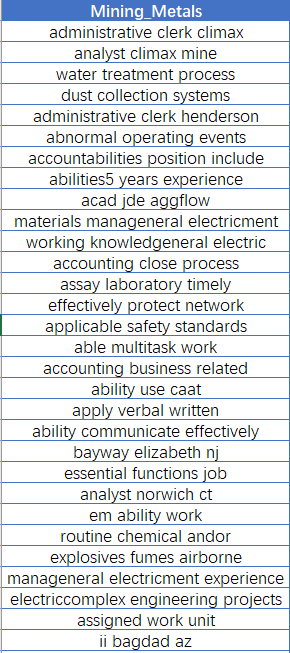 Mining_Metals
administrative clerk climax
analyst climax mine
water treatment process
dust collection systems
administrative clerk henderson
abnormal operating events
accountabilities position include
abilities5 years experience
acad jde aggflow
materials manageneral electricment
working knowledgeneral electric
accounting close process
assay laboratory timely
effectively protect network
applicable safety standards
able multitask work
accounting business related
ability use caat
apply verbal written
ability communicate effectively
bayway elizabeth nj
essential functions job
analyst norwich ct
em ability work
routine chemical andor
explosives fumes airborne
manageneral electricment experience
electriccomplex engineering projects
assigned work unit
ii bagdad az